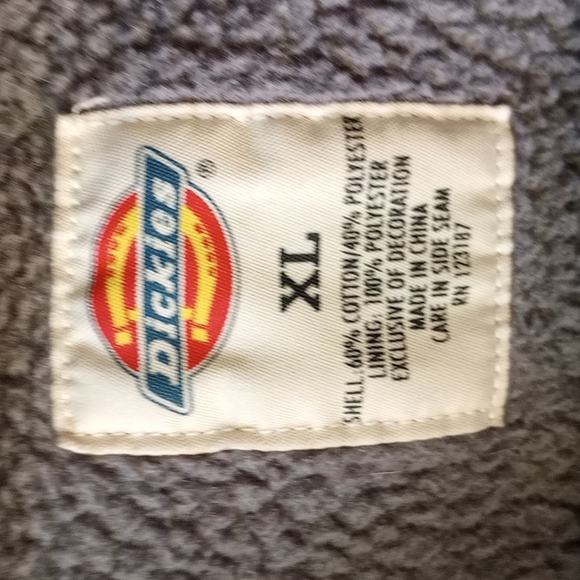 Dickies®
XL
SHELL: 60% COTTON/40% POLYESTER
LINING: 100% POLYESTER
EXCLUSIVE OF DECORATION
MADE IN CHINA
CARE IN SIDE SEAM
RN 123187